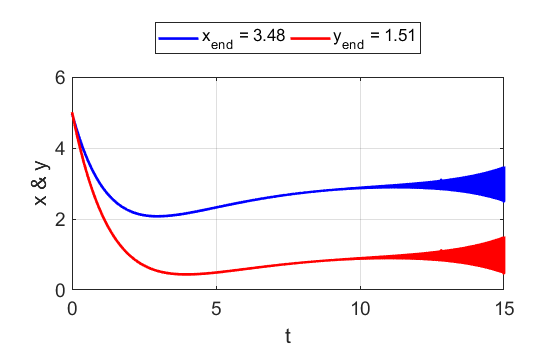 x_end = 3.48 y_end = 1.51
6
4
2
0
x & y
0 5 10 15
t